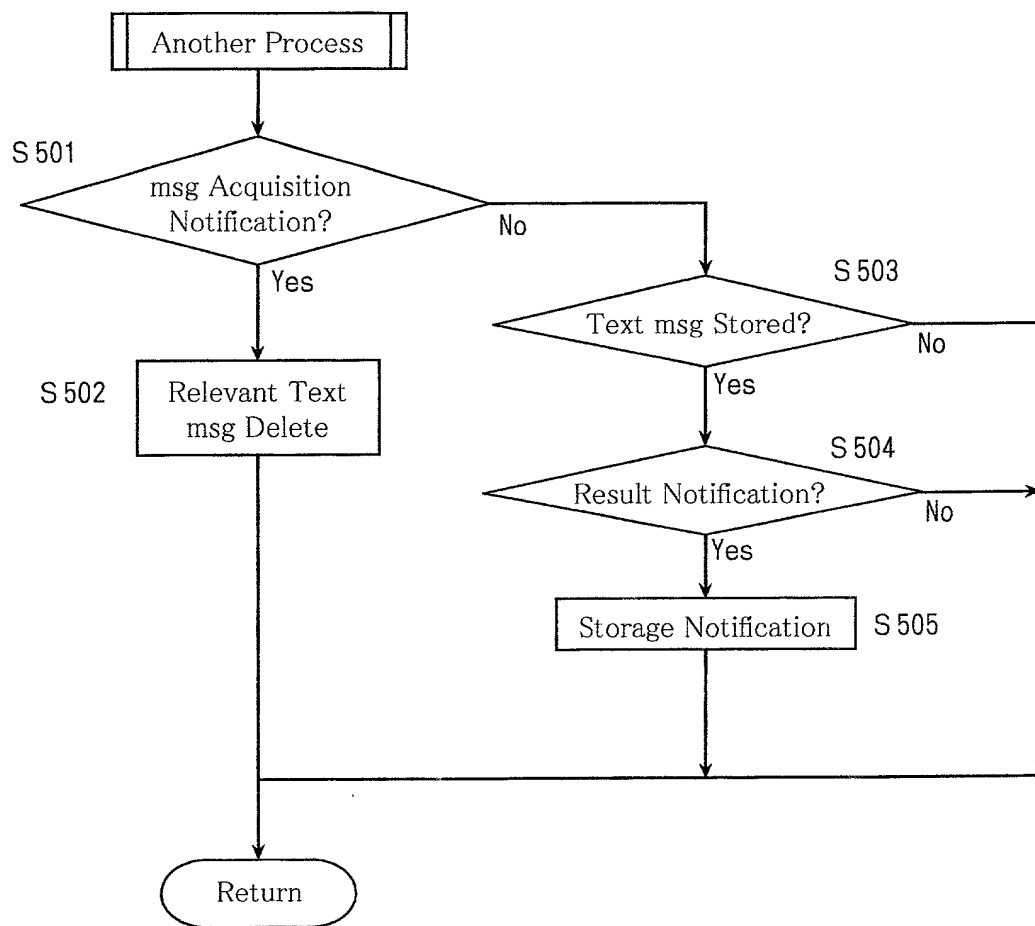 Another Process
S 501
msg Acquisition
Notification?
No
Yes
S 503
Text msg Stored?
No
Yes
S 502
Relevant Text
msg Delete
S 504
Result Notification?
No
Yes
Storage Notification
S 505
Return